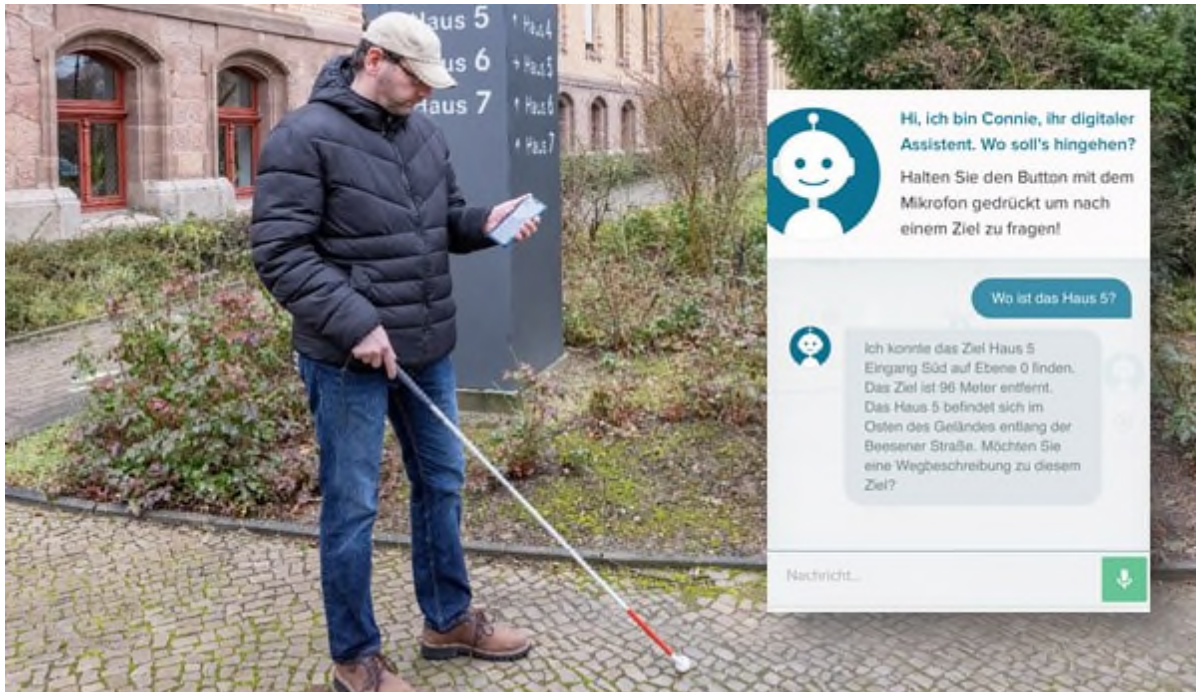 Haus 5
us 6
Haus 7
Haus 4
Haus 5
Haus 6
Haus 7
Hi, ich bin Connie, ihr digitaler
Assistent. Wo soll's hingehen?
Halten Sie den Button mit dem
Mikrofon gedrückt um nach
einem Ziel zu fragen!
Wo ist das Haus 5?
Ich konnte das Ziel Haus 5
Eingang Süd auf Ebene 0 finden.
Das Ziel ist 96 Meter entfernt.
Das Haus 5 befindet sich im
Osten des Geländes entlang der
Beesener Straße. Möchten Sie
eine Wegbeschreibung zu diesem
Ziel?
Nachricht...